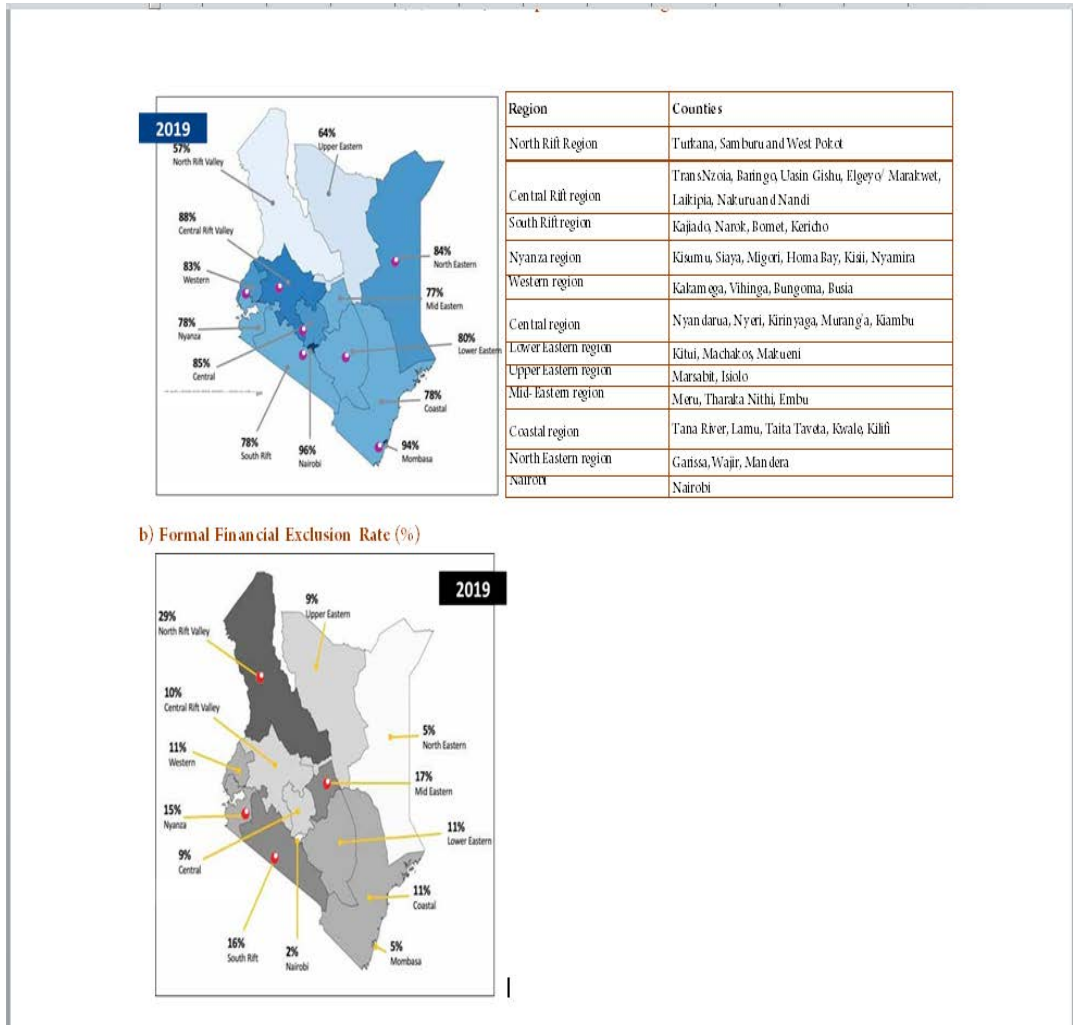 2019
57%
North Rift Valley
64%
Upper Eastern
88%
Central Rift Valley
83%
Western
78%
Nyanza
85%
Central
78%
South Rift
96%
Nairobi
94%
Mombasa
78%
Coastal
80%
Lower Eastern
77%
Mid Eastern
84%
North Eastern
Region Counties
North Rift Region Turkana, Samburu and West Pokot
Central Rift region TransNzoia, Baringo, Uasin Gishu, Elgeyo/ Marakwet,
Laikipia, Nakuru and Nandi
South Rift region Kajiado, Narok, Bomet, Kericho
Nyanza region Kisumu, Siaya, Migori, Homa Bay, Kisii, Nyamira
Western region Kakamega, Vihinga, Bungoma, Busia
Central region Nyandarua, Nyeri, Kirinyaga, Murang'a, Kiambu
Lower Eastern region Kitui, Machakos, Makueni
Upper Eastern region Marsabit, Isiolo
Mid-Eastern region Meru, Tharaka Nithi, Embu
Coastal region Tana River, Lamu, Taita Taveta, Kwale, Kilifi
North Eastern region Garissa, Wajir, Mandera
Nairobi Nairobi
b) Formal Financial Exclusion Rate (%)
2019
29%
North Rift Valley
9%
Upper Eastern
10%
Central Rift Valley
11%
Western
15%
Nyanza
9%
Central
16%
South Rift
2%
Nairobi
5%
Mombasa
11%
Coastal
11%
Lower Eastern
17%
Mid Eastern
5%
North Eastern